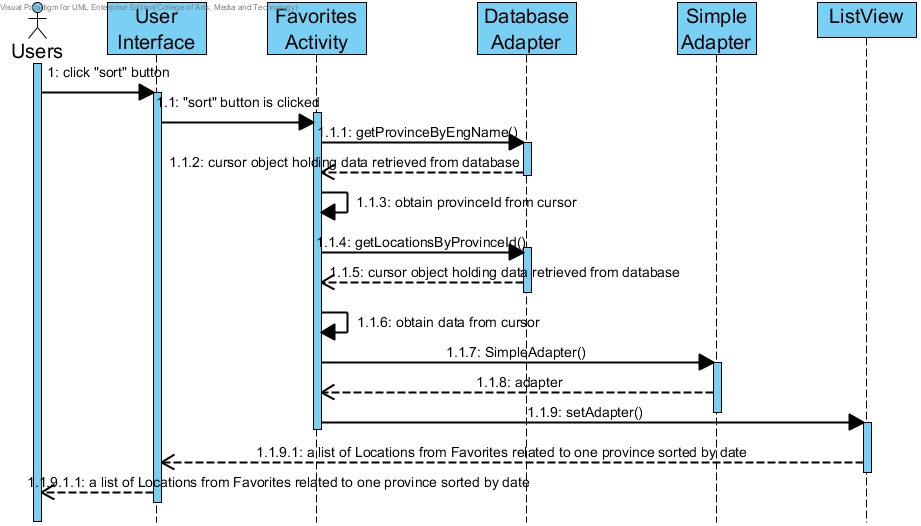 Visual Paradigm for UML Enterprise Edition(College of Arts, Media and Technology)
Users
User
Interface
Favorites
Activity
Database
Adapter
Simple
Adapter
ListView
1: click "sort" button
1.1: "sort" button is clicked
1.1.1: getProvinceByEngName()
1.1.2: cursor object holding data retrieved from database
1.1.3: obtain provinceId from cursor
1.1.4: getLocationsByProvinceId()
1.1.5: cursor object holding data retrieved from database
1.1.6: obtain data from cursor
1.1.7: SimpleAdapter()
1.1.8: adapter
1.1.9: setAdapter()
1.1.9.1: a list of Locations from Favorites related to one province sorted by date
1.1.9.1.1: a list of Locations from Favorites related to one province sorted by date